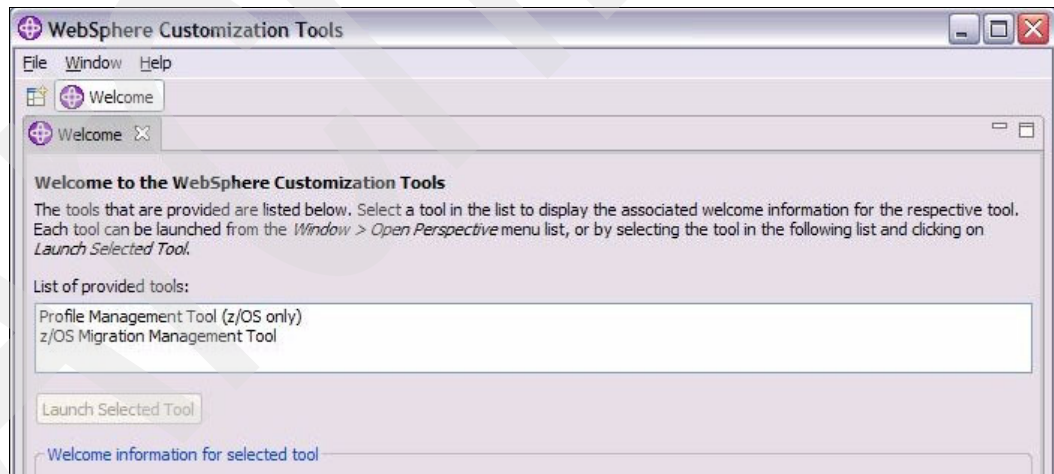 WebSphere Customization Tools
File Window Help
Welcome
Welcome
Welcome to the WebSphere Customization Tools
The tools that are provided are listed below. Select a tool in the list to display the associated welcome information for the respective tool.
Each tool can be launched from the Window > Open Perspective menu list, or by selecting the tool in the following list and clicking on
Launch Selected Tool.
List of provided tools:
Profile Management Tool (z/OS only)
z/OS Migration Management Tool
Launch Selected Tool
Welcome information for selected tool